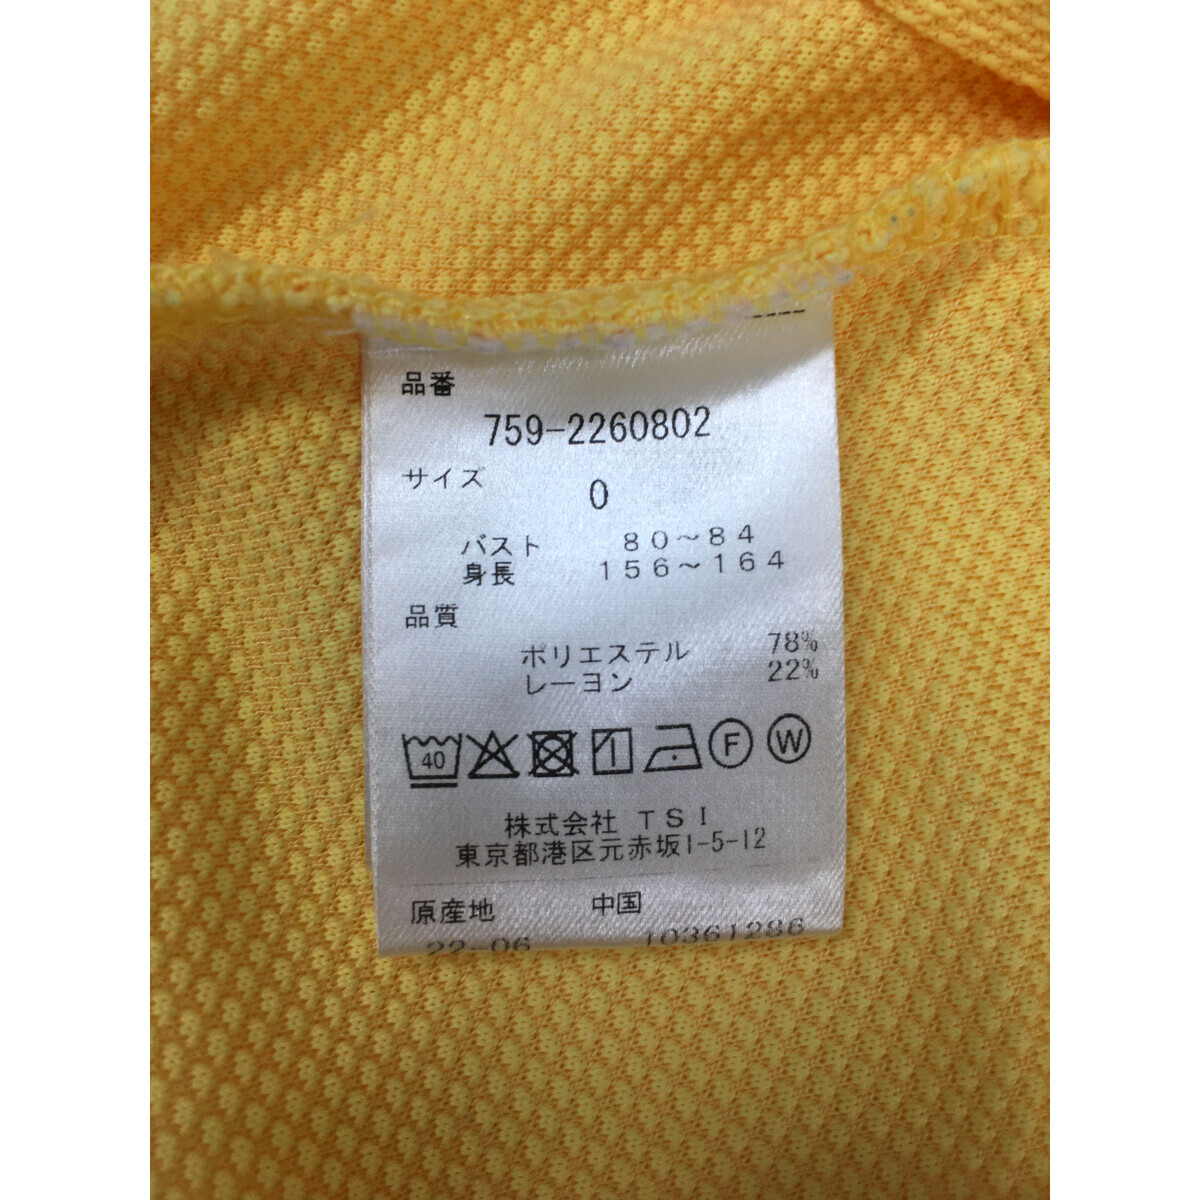 品番
759-2260802
サイズ
0
バスト 80～84
身長 156～164
品質
ポリエステル 78%
レーヨン 22%
40 F W
株式会社 TSI
東京都港区元赤坂1-5-12
原産地 中国
22-06 10361286